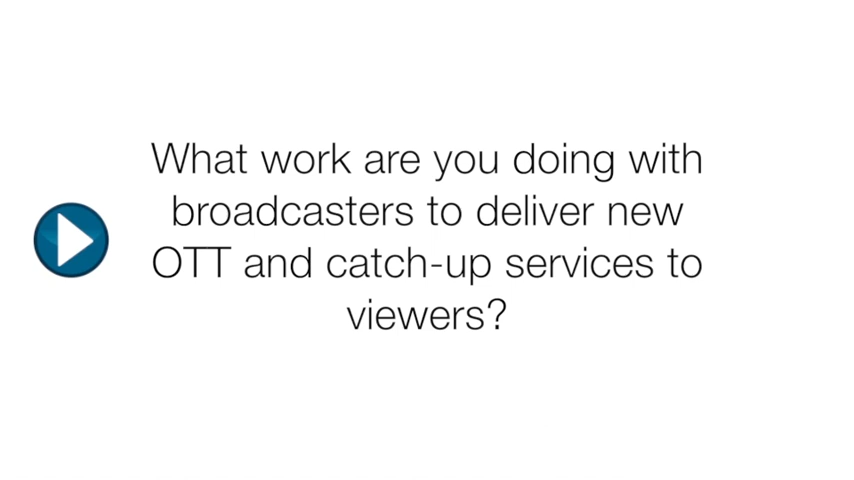 What work are you doing with
broadcasters to deliver new
OTT and catch-up services to
viewers?